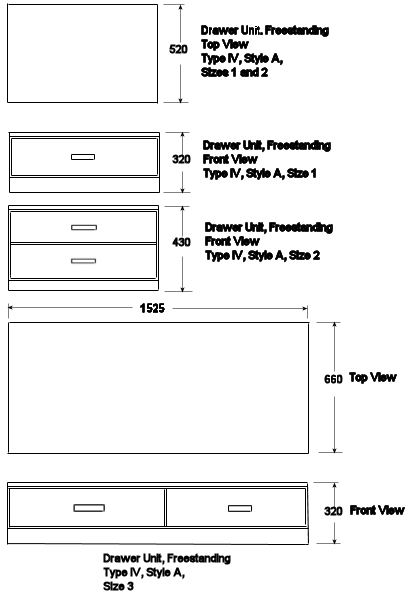 Drawer Unit. Freestanding
Top View
Type IV, Style A,
Sizes 1 and 2
520
Drawer Unit, Freestanding
Front View
Type IV, Style A, Size 1
320
Drawer Unit, Freestanding
Front View
Type IV, Style A, Size 2
430
1525
660 Top View
320 Front View
Drawer Unit, Freestanding
Type IV, Style A,
Size 3